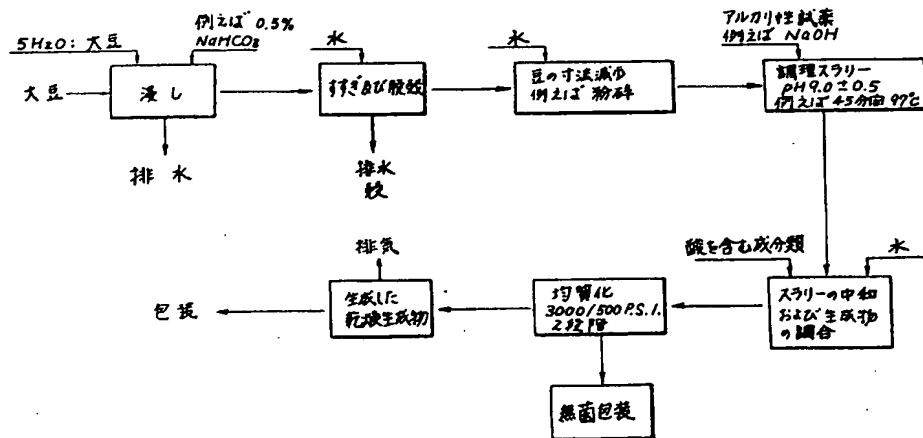 5H₂O: 大豆
例えば 0.5%
NaHCO₃
大豆
浸し
排水
水
すすぎ及び脱殻
排水
殻
水
豆の寸法減少
例えば 粉砕
アルカリ性試薬
例えば NaOH
調理スラリー
pH 9.0 ± 0.5
例えば 45分間 97℃
酸を含む成分類
水
スラリーの中和
および生成物
の調合
均質化
3000/500 P.S.I.
2段階
無菌包装
排気
生成した
乾燥生成物
包装